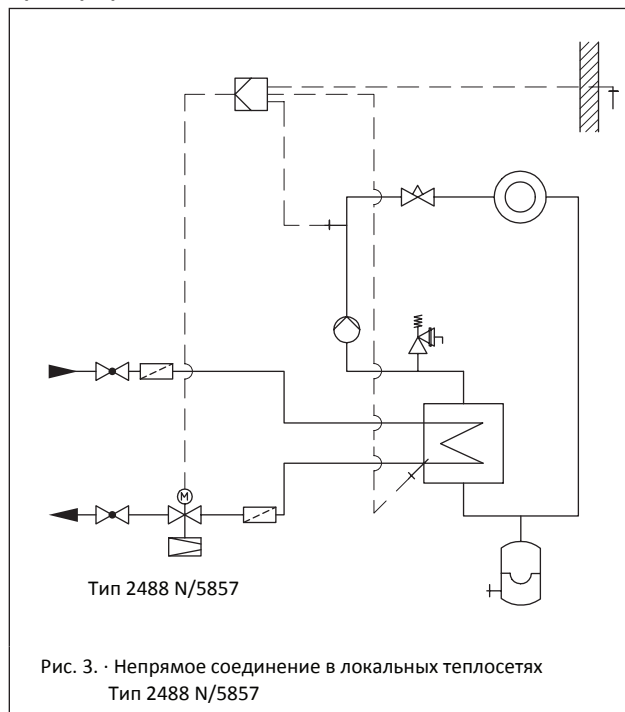 M
Тип 2488 N/5857
Рис. 3. · Непрямое соединение в локальных теплосетях
Тип 2488 N/5857